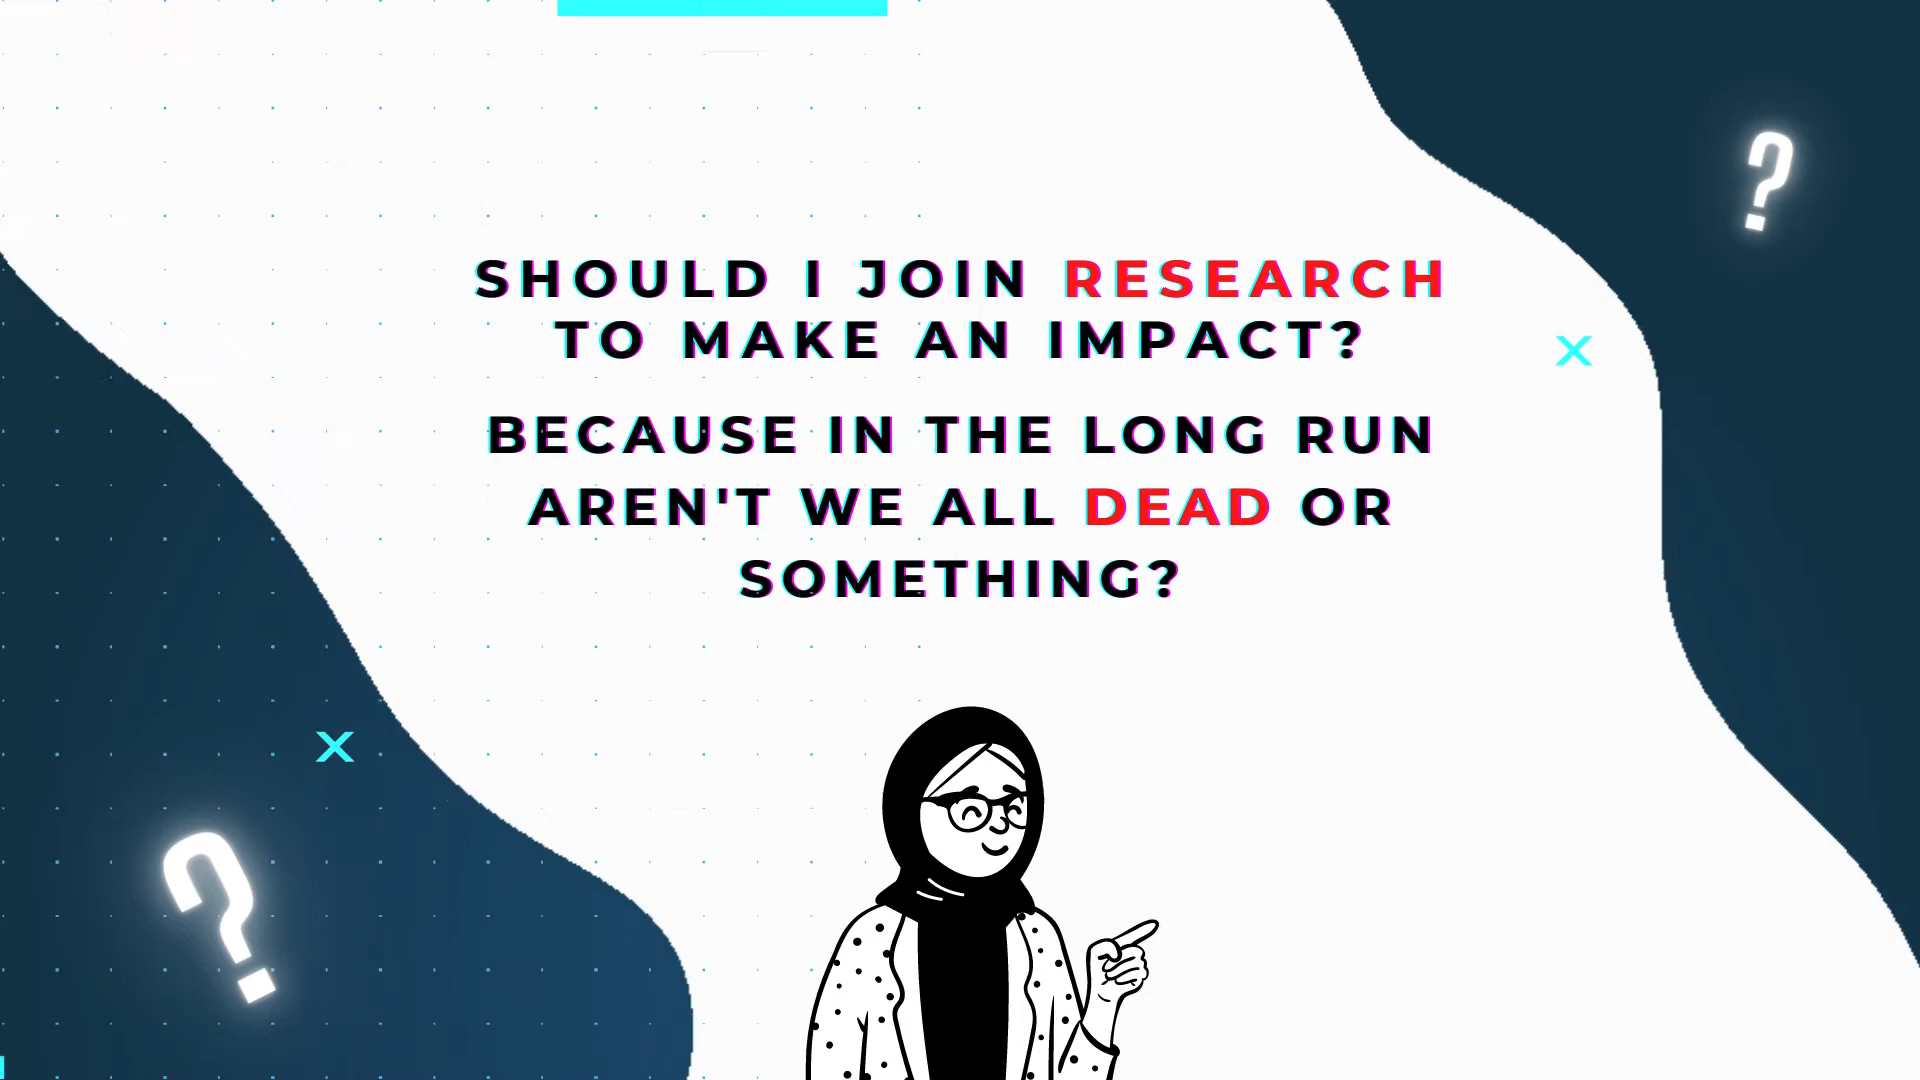 SHOULD I JOIN RESEARCH
TO MAKE AN IMPACT?
BECAUSE IN THE LONG RUN
AREN'T WE ALL DEAD OR
SOMETHING?
?
?